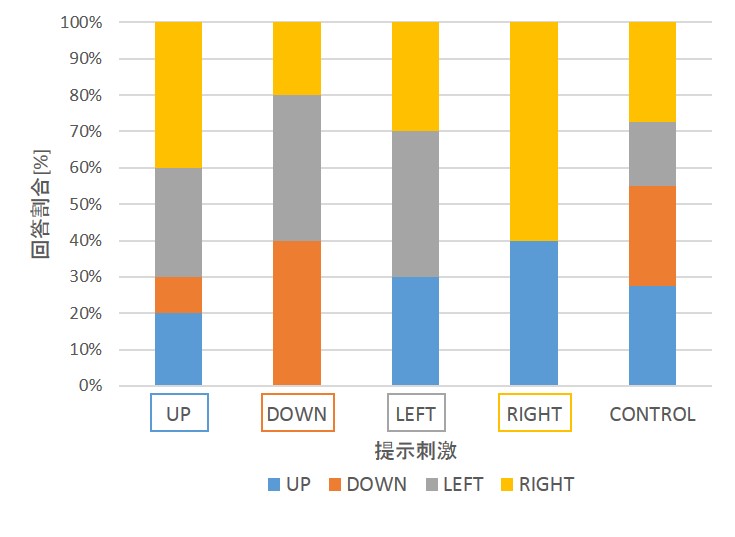 100%
90%
80%
70%
60%
50%
40%
30%
20%
10%
0%
回答割合[%]
UP DOWN LEFT RIGHT CONTROL
提示刺激
UP DOWN LEFT RIGHT